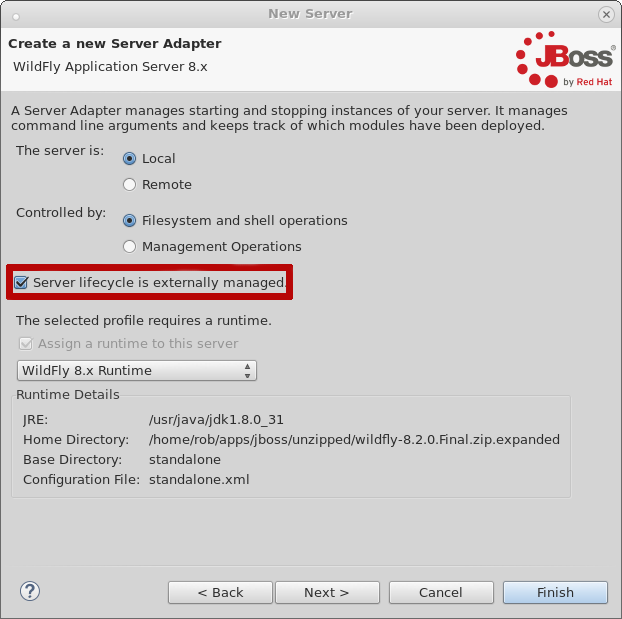 New Server
Create a new Server Adapter
WildFly Application Server 8.x
JBoss®
by Red Hat
A Server Adapter manages starting and stopping instances of your server. It manages
command line arguments and keeps track of which modules have been deployed.
The server is:
Local
Remote
Controlled by:
Filesystem and shell operations
Management Operations
Server lifecycle is externally managed.
The selected profile requires a runtime.
Assign a runtime to this server
WildFly 8.x Runtime
Runtime Details
JRE: /usr/java/jdk1.8.0_31
Home Directory: /home/rob/apps/jboss/unzipped/wildfly-8.2.0.Final.zip.expanded
Base Directory: standalone
Configuration File: standalone.xml
?
< Back
Next >
Cancel
Finish